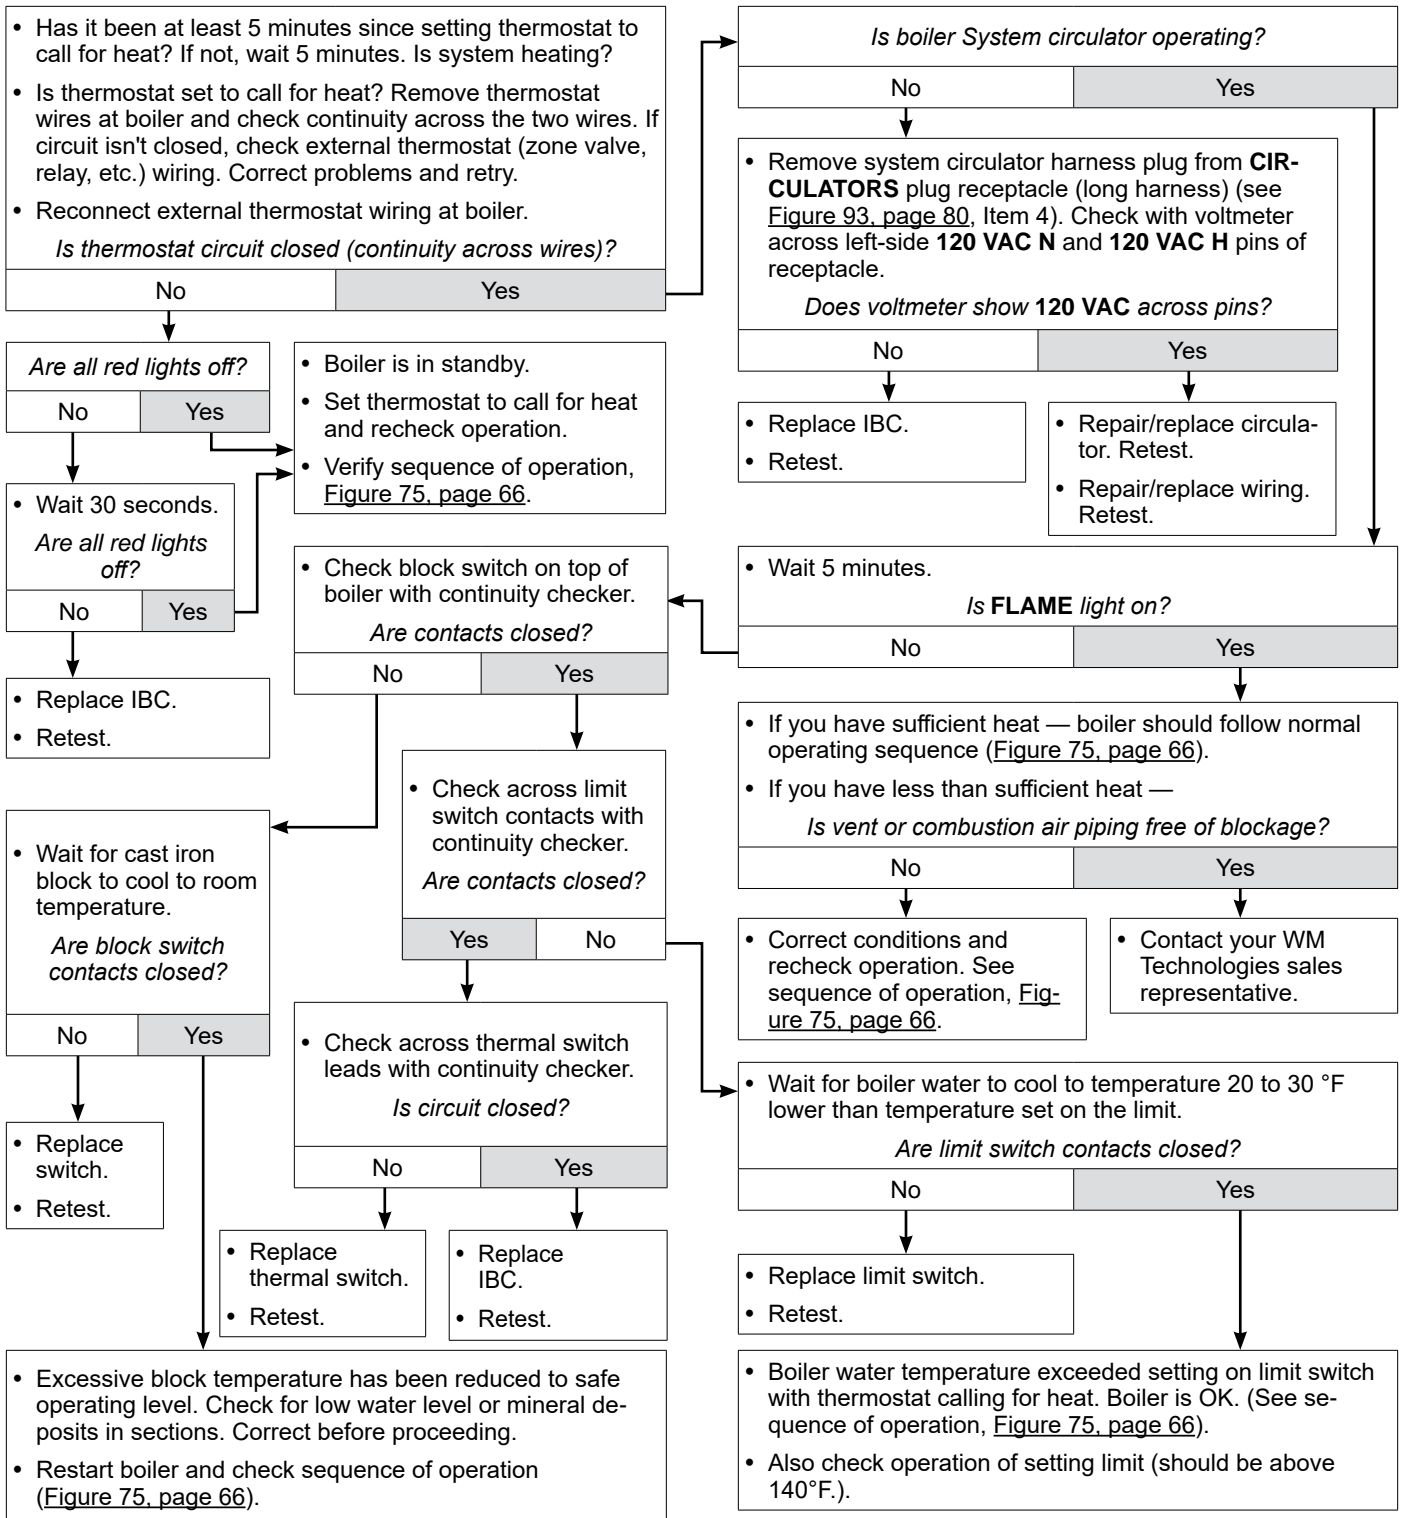 • Has it been at least 5 minutes since setting thermostat to
call for heat? If not, wait 5 minutes. Is system heating?
• Is thermostat set to call for heat? Remove thermostat
wires at boiler and check continuity across the two wires. If
circuit isn't closed, check external thermostat (zone valve,
relay, etc.) wiring. Correct problems and retry.
• Reconnect external thermostat wiring at boiler.
Is thermostat circuit closed (continuity across wires)?
No
Yes
Are all red lights off?
No
Yes
• Boiler is in standby.
• Set thermostat to call for heat
and recheck operation.
• Verify sequence of operation,
Figure 75, page 66.
• Wait 30 seconds.
Are all red lights
off?
No
Yes
• Replace IBC.
• Retest.
Is boiler System circulator operating?
No
Yes
• Remove system circulator harness plug from CIR-
CULATORS plug receptacle (long harness) (see
Figure 93, page 80, Item 4). Check with voltmeter
across left-side 120 VAC N and 120 VAC H pins of
receptacle.
Does voltmeter show 120 VAC across pins?
No
Yes
• Replace IBC.
• Retest.
• Repair/replace circula-
tor. Retest.
• Repair/replace wiring.
Retest.
• Wait 5 minutes.
Is FLAME light on?
No
Yes
• Check block switch on top of
boiler with continuity checker.
Are contacts closed?
No
Yes
• If you have sufficient heat — boiler should follow normal
operating sequence (Figure 75, page 66).
• If you have less than sufficient heat —
Is vent or combustion air piping free of blockage?
No
Yes
• Correct conditions and
recheck operation. See
sequence of operation, Fig-
ure 75, page 66.
• Contact your WM
Technologies sales
representative.
• Check across limit
switch contacts with
continuity checker.
Are contacts closed?
Yes
No
• Wait for cast iron
block to cool to room
temperature.
Are block switch
contacts closed?
No
Yes
• Replace
switch.
• Retest.
• Check across thermal switch
leads with continuity checker.
Is circuit closed?
No
Yes
• Replace
thermal switch.
• Retest.
• Replace
IBC.
• Retest.
• Wait for boiler water to cool to temperature 20 to 30 °F
lower than temperature set on the limit.
Are limit switch contacts closed?
No
Yes
• Replace limit switch.
• Retest.
• Excessive block temperature has been reduced to safe
operating level. Check for low water level or mineral de-
posits in sections. Correct before proceeding.
• Restart boiler and check sequence of operation
(Figure 75, page 66).
• Boiler water temperature exceeded setting on limit switch
with thermostat calling for heat. Boiler is OK. (See se-
quence of operation, Figure 75, page 66).
• Also check operation of setting limit (should be above
140°F.).